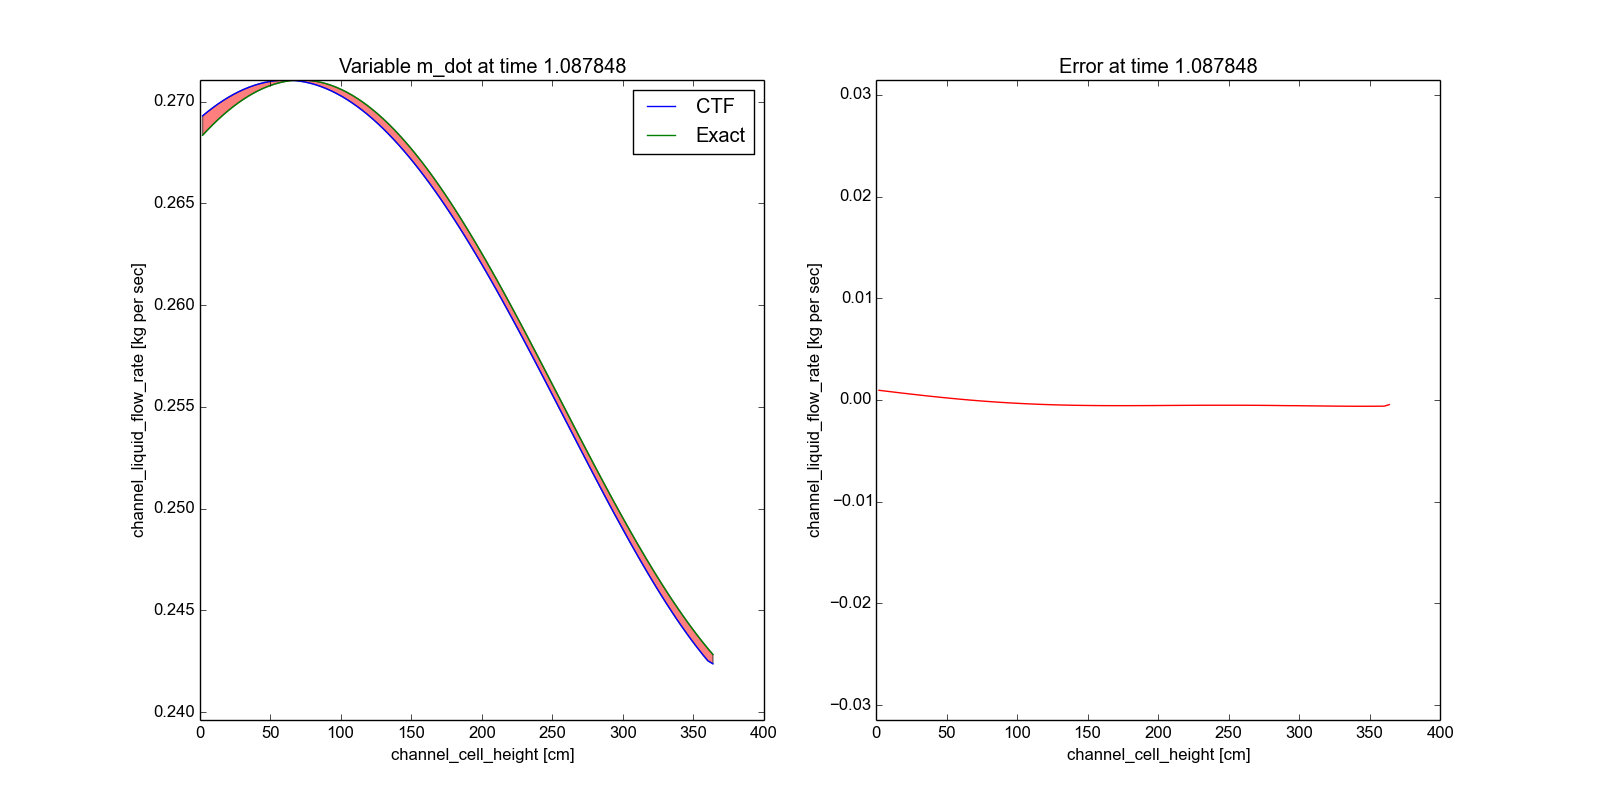 Variable m_dot at time 1.087848
0.270
0.265
0.260
0.255
0.250
0.245
0.240
channel_liquid_flow_rate [kg per sec]
CTF
Exact
0 50 100 150 200 250 300 350 400
channel_cell_height [cm]
Error at time 1.087848
0.03
0.02
0.01
0.00
−0.01
−0.02
−0.03
channel_liquid_flow_rate [kg per sec]
0 50 100 150 200 250 300 350 400
channel_cell_height [cm]